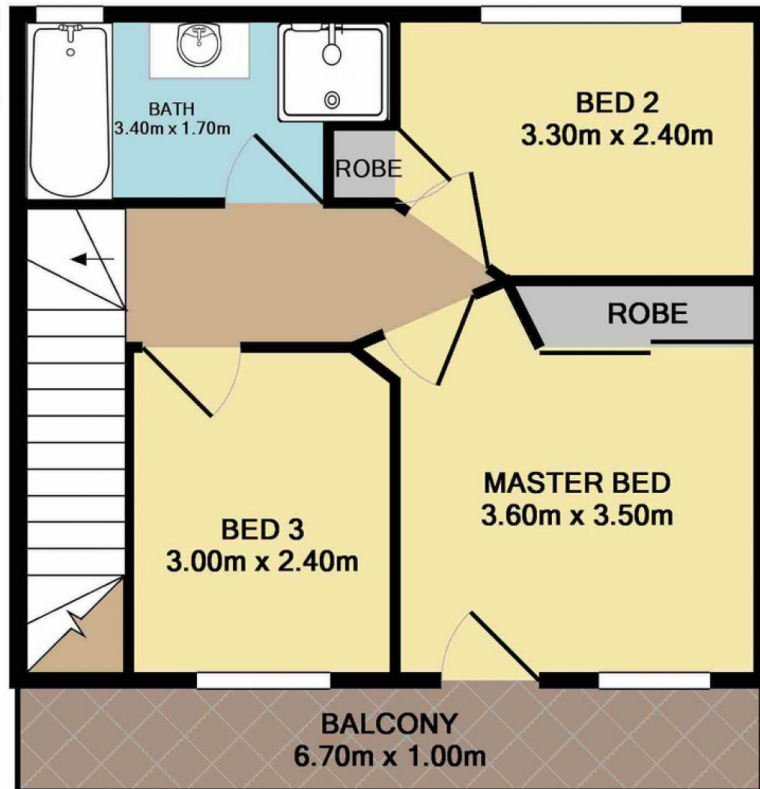 BATH
3.40m x 1.70m
BED 2
3.30m x 2.40m
ROBE
ROBE
MASTER BED
3.60m x 3.50m
BED 3
3.00m x 2.40m
BALCONY
6.70m x 1.00m